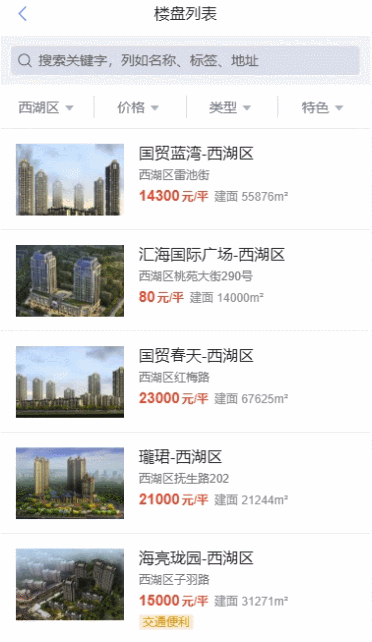 楼盘列表
搜索关键字，列如名称、标签、地址
西湖区 价格 类型 特色
国贸蓝湾-西湖区
西湖区雷池街
14300元/平 建面 55876m²
汇海国际广场-西湖区
西湖区桃苑大街290号
80元/平 建面 14000m²
国贸春天-西湖区
西湖区红梅路
23000元/平 建面 67625m²
瓏珺-西湖区
西湖区抚生路202
21000元/平 建面 21244m²
海亮珑园-西湖区
西湖区子羽路
15000元/平 建面 31271m²
交通便利